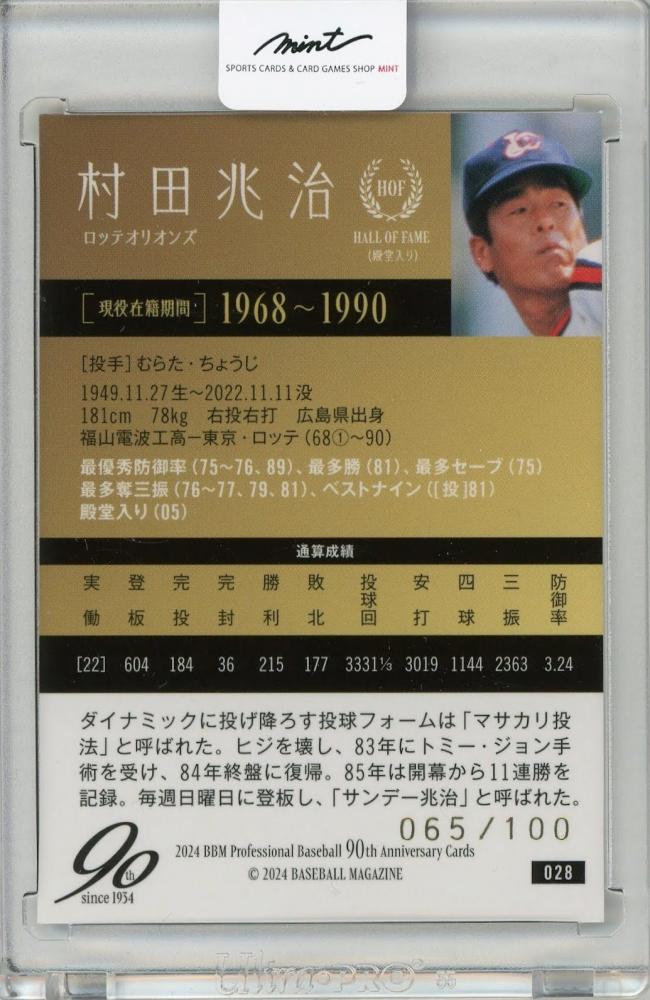 mint
SPORTS CARDS & CARD GAMES SHOP MINT
村田兆治
ロッテオリオンズ
HOF
HALL OF FAME
(殿堂入り)
[現役在籍期間] 1968〜1990
[投手]むらた・ちょうじ
1949.11.27生〜2022.11.11没
181cm 78kg 右投右打 広島県出身
福山電波工高ー東京・ロッテ(68①〜90)
最優秀防御率(75〜76、89)、最多勝(81)、最多セーブ(75)
最多奪三振(76〜77、79、81)、ベストナイン([投]81)
殿堂入り(05)
通算成績
実働 登板 完投 完封 勝利 敗北 投球回 安打 四球 三振 防御率
[22] 604 184 36 215 177 3331⅓ 3019 1144 2363 3.24
ダイナミックに投げ降ろす投球フォームは「マサカリ投
法」と呼ばれた。ヒジを壊し、83年にトミー・ジョン手
術を受け、84年終盤に復帰。85年は開幕から11連勝を
記録。毎週日曜日に登板し、「サンデー兆治」と呼ばれた。
065/100
90th
since 1934
2024 BBM Professional Baseball 90th Anniversary Cards
© 2024 BASEBALL MAGAZINE
028
Ultra·PRO®